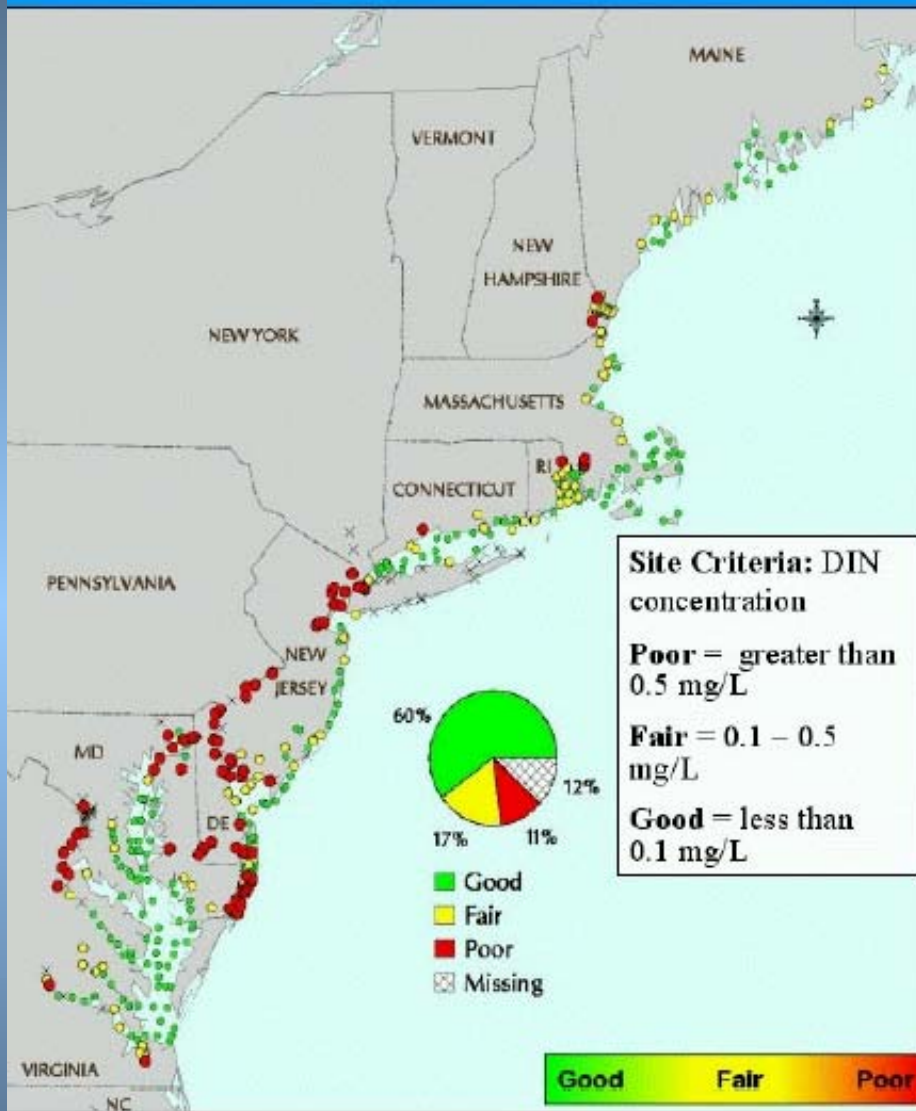 MAINE
VERMONT
NEW
HAMPSHIRE
NEW YORK
MASSACHUSETTS
RI
CONNECTICUT
PENNSYLVANIA
NEW
JERSEY
MD
DE
VIRGINIA
NC
Site Criteria: DIN
concentration
Poor = greater than
0.5 mg/L
Fair = 0.1 – 0.5
mg/L
Good = less than
0.1 mg/L
60%
12%
17%
11%
Good
Fair
Poor
Missing
Good Fair Poor